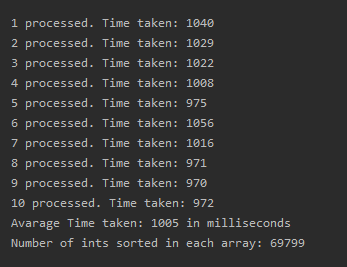 1 processed. Time taken: 1040
2 processed. Time taken: 1029
3 processed. Time taken: 1022
4 processed. Time taken: 1008
5 processed. Time taken: 975
6 processed. Time taken: 1056
7 processed. Time taken: 1016
8 processed. Time taken: 971
9 processed. Time taken: 970
10 processed. Time taken: 972
Avarage Time taken: 1005 in milliseconds
Number of ints sorted in each array: 69799